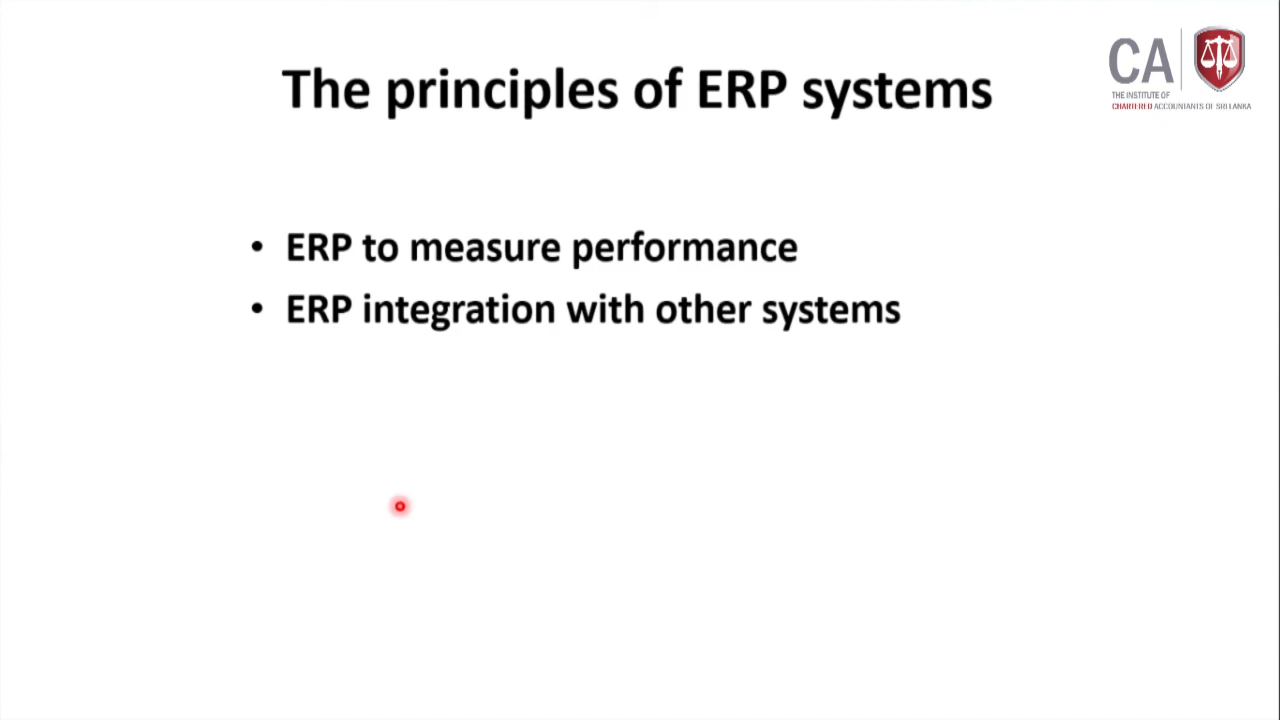 The principles of ERP systems
CA
THE INSTITUTE OF
CHARTERED ACCOUNTANTS OF SRI LANKA
• ERP to measure performance
• ERP integration with other systems